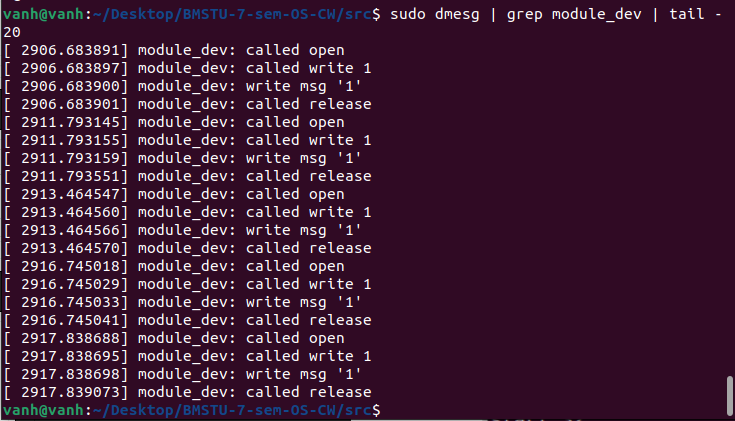 vanh@vanh:~/Desktop/BMSTU-7-sem-OS-CW/src$ sudo dmesg | grep module_dev | tail -
20
[ 2906.683891] module_dev: called open
[ 2906.683897] module_dev: called write 1
[ 2906.683900] module_dev: write msg '1'
[ 2906.683901] module_dev: called release
[ 2911.793145] module_dev: called open
[ 2911.793155] module_dev: called write 1
[ 2911.793159] module_dev: write msg '1'
[ 2911.793551] module_dev: called release
[ 2913.464547] module_dev: called open
[ 2913.464560] module_dev: called write 1
[ 2913.464566] module_dev: write msg '1'
[ 2913.464570] module_dev: called release
[ 2916.745018] module_dev: called open
[ 2916.745029] module_dev: called write 1
[ 2916.745033] module_dev: write msg '1'
[ 2916.745041] module_dev: called release
[ 2917.838688] module_dev: called open
[ 2917.838695] module_dev: called write 1
[ 2917.838698] module_dev: write msg '1'
[ 2917.839073] module_dev: called release
vanh@vanh:~/Desktop/BMSTU-7-sem-OS-CW/src$